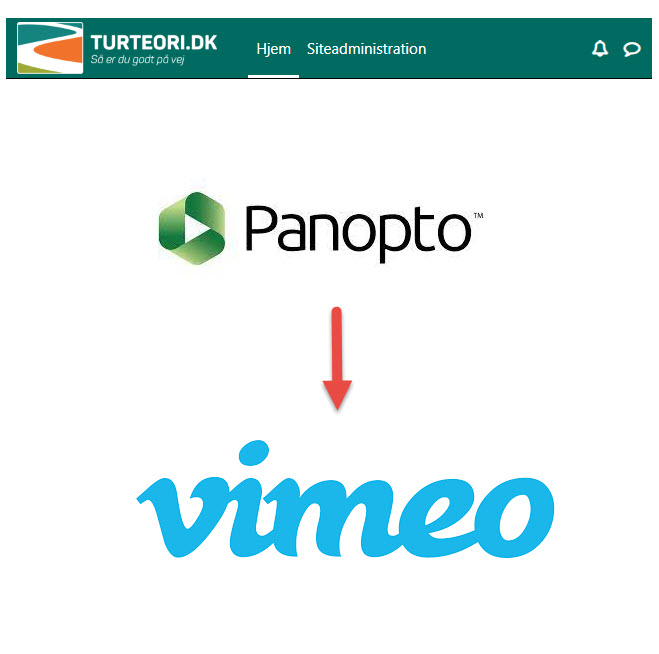 TURTEORI.DK
Så er du godt på vej
Hjem Siteadministration
Panopto™
vimeo